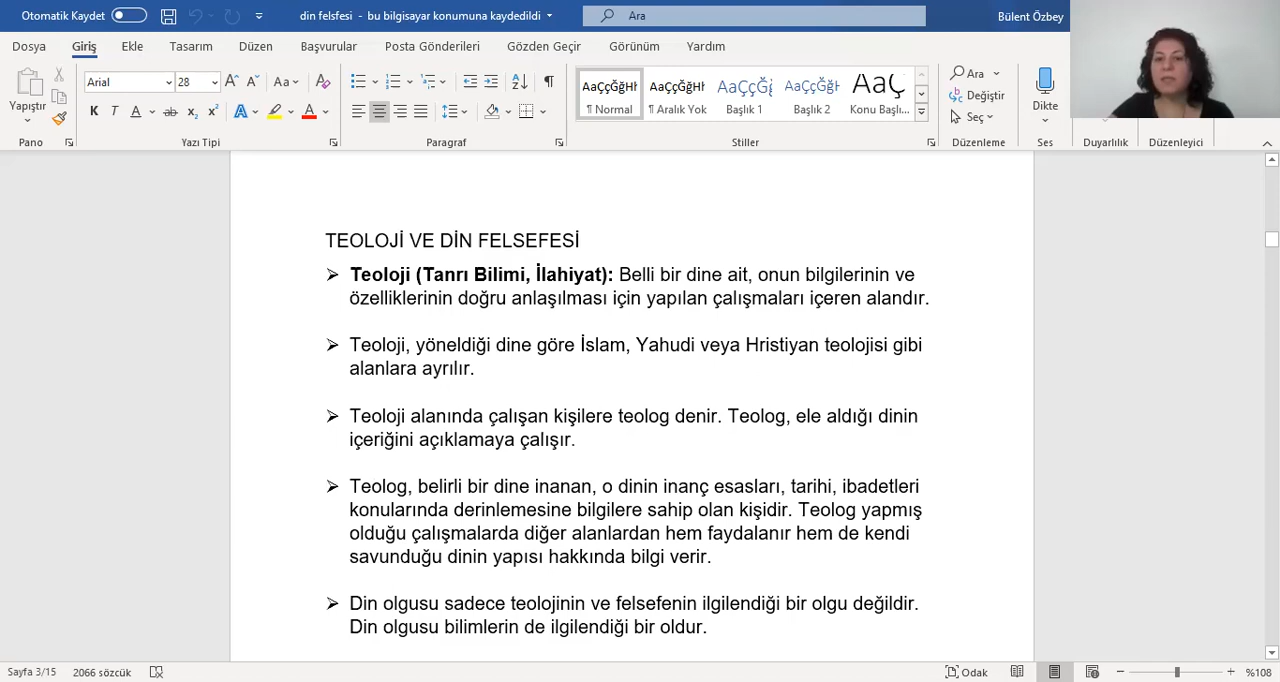 Otomatik Kaydet
din felsfesi - bu bilgisayar konumuna kaydedildi
Ara
Bülent Özbey
Dosya Giriş Ekle Tasarım Düzen Başvurular Posta Gönderileri Gözden Geçir Görünüm Yardım
Yapıştır
Arial 28
K T A ab x₂ x²
Aa
AaÇçĞğHł AaÇçĞğHł AaÇçĞğ AaÇçĞğHł AaÇ
¶ Normal ¶ Aralık Yok Başlık 1 Başlık 2 Konu Başlı...
Ara
Değiştir
Seç
Dikte
Pano Yazı Tipi Paragraf Stiller Düzenleme Ses Duyarlılık Düzenleyici
TEOLOJİ VE DİN FELSEFESİ
➢ Teoloji (Tanrı Bilimi, İlahiyat): Belli bir dine ait, onun bilgilerinin ve
özelliklerinin doğru anlaşılması için yapılan çalışmaları içeren alandır.
➢ Teoloji, yöneldiği dine göre İslam, Yahudi veya Hristiyan teolojisi gibi
alanlara ayrılır.
➢ Teoloji alanında çalışan kişilere teolog denir. Teolog, ele aldığı dinin
içeriğini açıklamaya çalışır.
➢ Teolog, belirli bir dine inanan, o dinin inanç esasları, tarihi, ibadetleri
konularında derinlemesine bilgilere sahip olan kişidir. Teolog yapmış
olduğu çalışmalarda diğer alanlardan hem faydalanır hem de kendi
savunduğu dinin yapısı hakkında bilgi verir.
➢ Din olgusu sadece teolojinin ve felsefenin ilgilendiği bir olgu değildir.
Din olgusu bilimlerin de ilgilendiği bir oldur.
Sayfa 3/15 2066 sözcük Odak %108